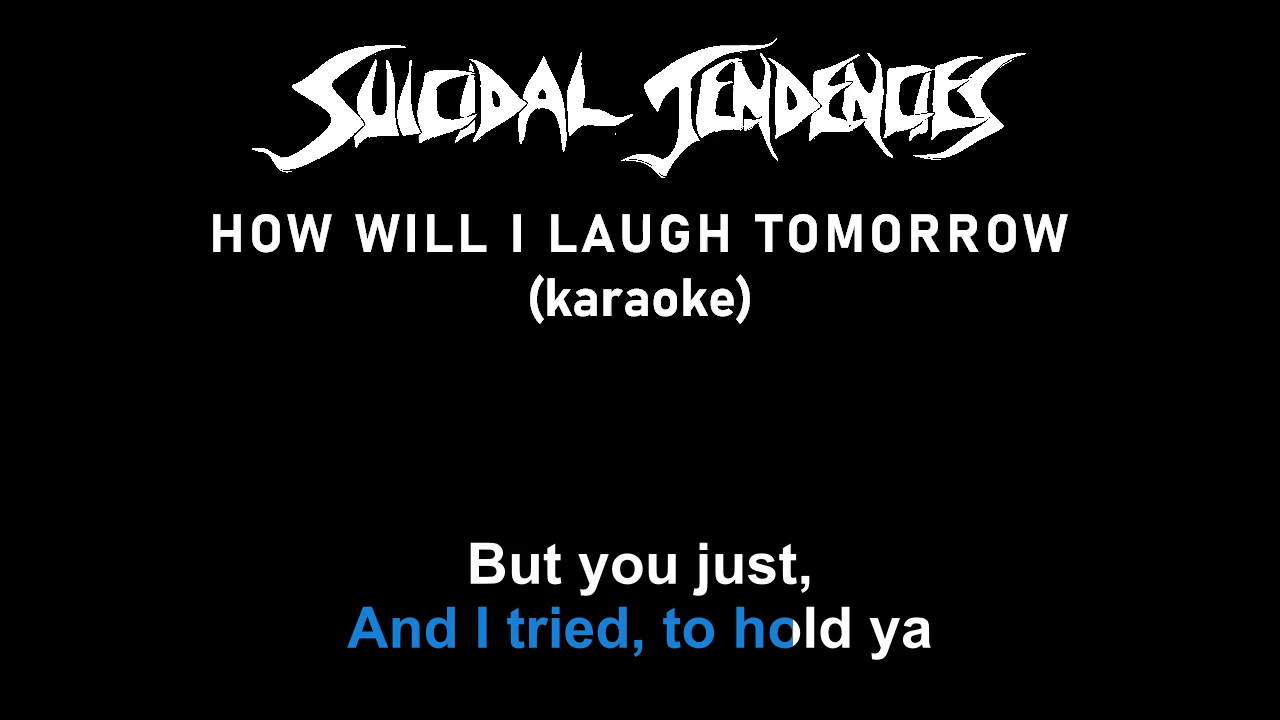 SUICIDAL TENDENCIES
HOW WILL I LAUGH TOMORROW
(karaoke)
But you just,
And I tried, to hold ya